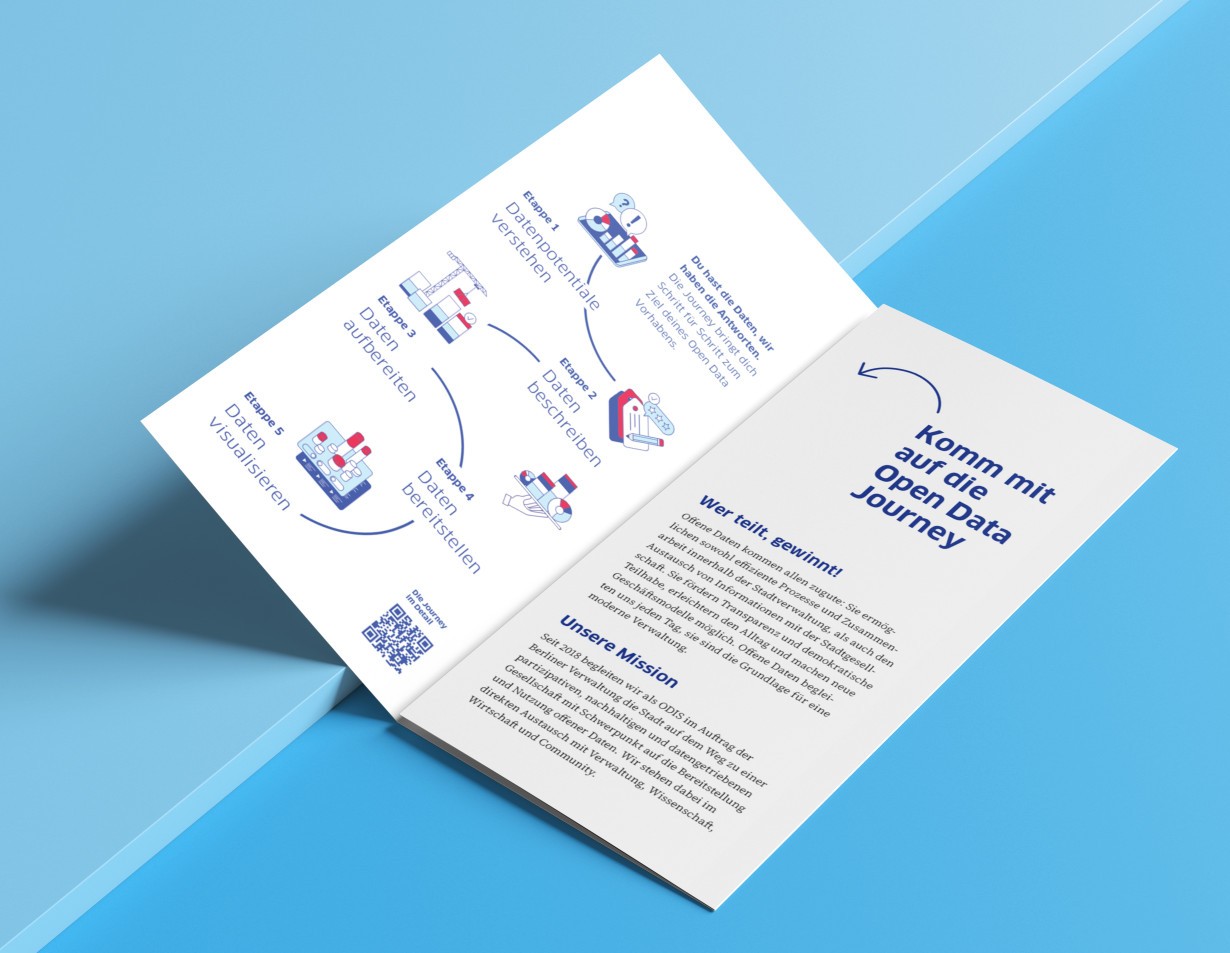 Du hast die Daten, wir
haben die Antworten.
Die Journey bringt dich
Schritt für Schritt zum
Ziel deines Open Data
Vorhabens.
?
!
Etappe 1
Datenpotentiale
verstehen
Etappe 2
Daten
beschreiben
Etappe 3
Daten
aufbereiten
Etappe 4
Daten
bereitstellen
Etappe 5
Daten
visualisieren
Die Journey
im Detail
Komm mit
auf die
Open Data
Journey
Wer teilt, gewinnt!
Offene Daten kommen allen zugute: Sie ermög-
lichen sowohl effiziente Prozesse und Zusammen-
arbeit innerhalb der Stadtverwaltung, als auch den
Austausch von Informationen mit der Stadtgesell-
schaft. Sie fördern Transparenz und demokratische
Teilhabe, erleichtern den Alltag und machen neue
Geschäftsmodelle möglich. Offene Daten beglei-
ten uns jeden Tag, sie sind die Grundlage für eine
moderne Verwaltung.
Unsere Mission
Seit 2018 begleiten wir als ODIS im Auftrag der
Berliner Verwaltung die Stadt auf dem Weg zu einer
partizipativen, nachhaltigen und datengetriebenen
Gesellschaft mit Schwerpunkt auf die Bereitstellung
und Nutzung offener Daten. Wir stehen dabei im
direkten Austausch mit Verwaltung, Wissenschaft,
Wirtschaft und Community.